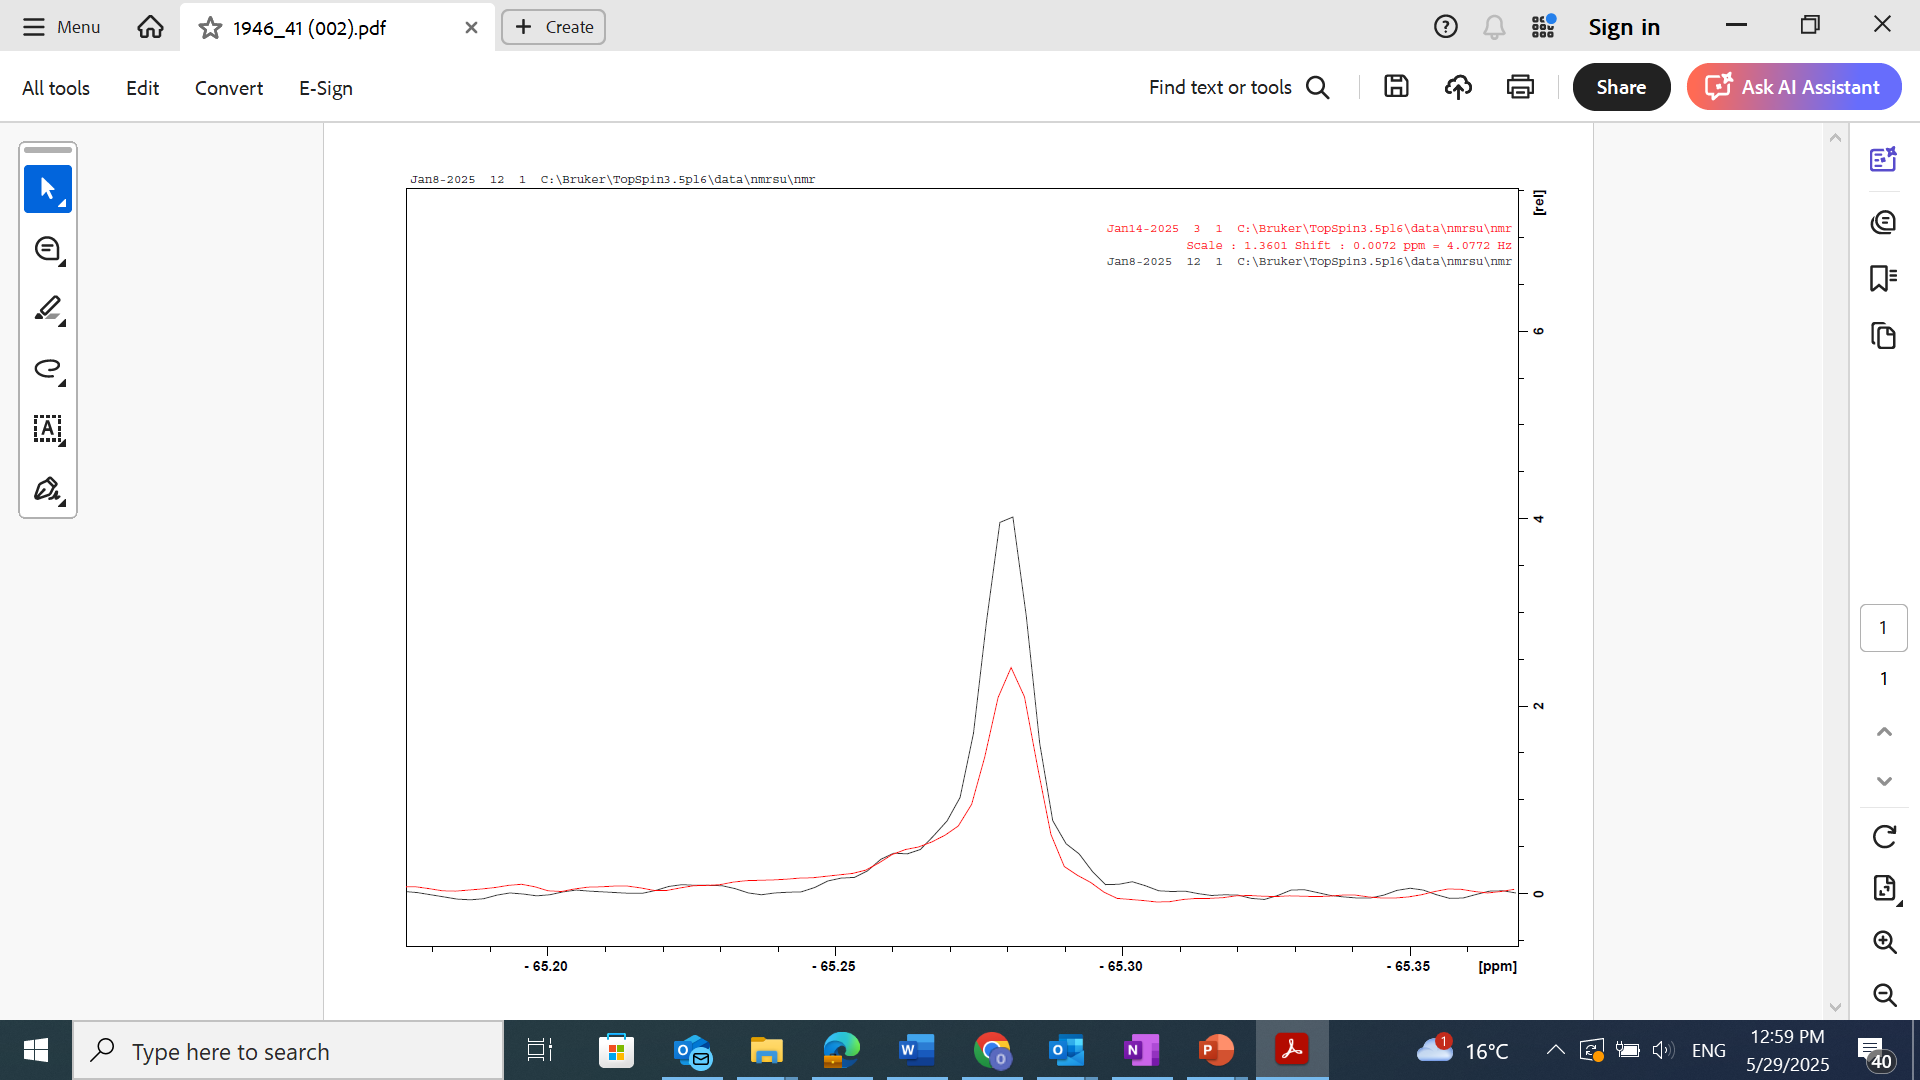 Menu
1946_41 (002).pdf
Create
Sign in
All tools
Edit
Convert
E-Sign
Find text or tools
Share
Ask AI Assistant
Jan8-2025 12 1 C:\Bruker\TopSpin3.5pl6\data\nmrsu\nmr
[rel]
Jan14-2025 3 1 C:\Bruker\TopSpin3.5pl6\data\nmrsu\nmr
Scale : 1.3601 Shift : 0.0072 ppm = 4.0772 Hz
Jan8-2025 12 1 C:\Bruker\TopSpin3.5pl6\data\nmrsu\nmr
6
4
2
0
- 65.20
- 65.25
- 65.30
- 65.35
[ppm]
1
1
Type here to search
1
16°C
ENG
12:59 PM
5/29/2025
40